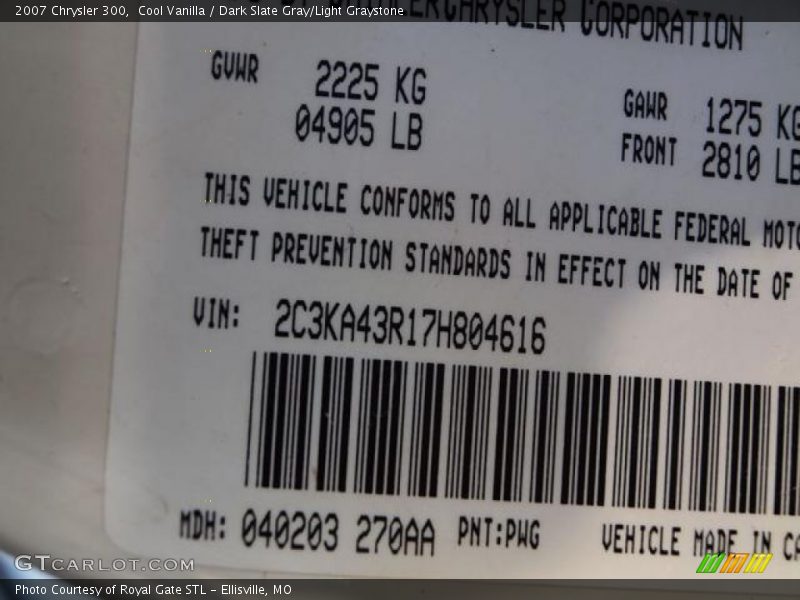 2007 Chrysler 300, Cool Vanilla / Dark Slate Gray/Light Graystone
CORPORATION
GVWR 2225 KG
04905 LB
GAWR 1275 KG
FRONT 2810 LB
THIS VEHICLE CONFORMS TO ALL APPLICABLE FEDERAL MOTO
THEFT PREVENTION STANDARDS IN EFFECT ON THE DATE OF
VIN: 2C3KA43R17H804616
MDH: 040203 270AA PNT:PWG VEHICLE MADE IN CA
GTCARLOT.COM
Photo Courtesy of Royal Gate STL - Ellisville, MO